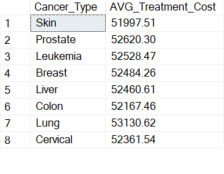 Cancer_Type AVG_Treatment_Cost
1 Skin 51997.51
2 Prostate 52620.30
3 Leukemia 52528.47
4 Breast 52484.26
5 Liver 52460.61
6 Colon 52167.46
7 Lung 53130.62
8 Cervical 52361.54